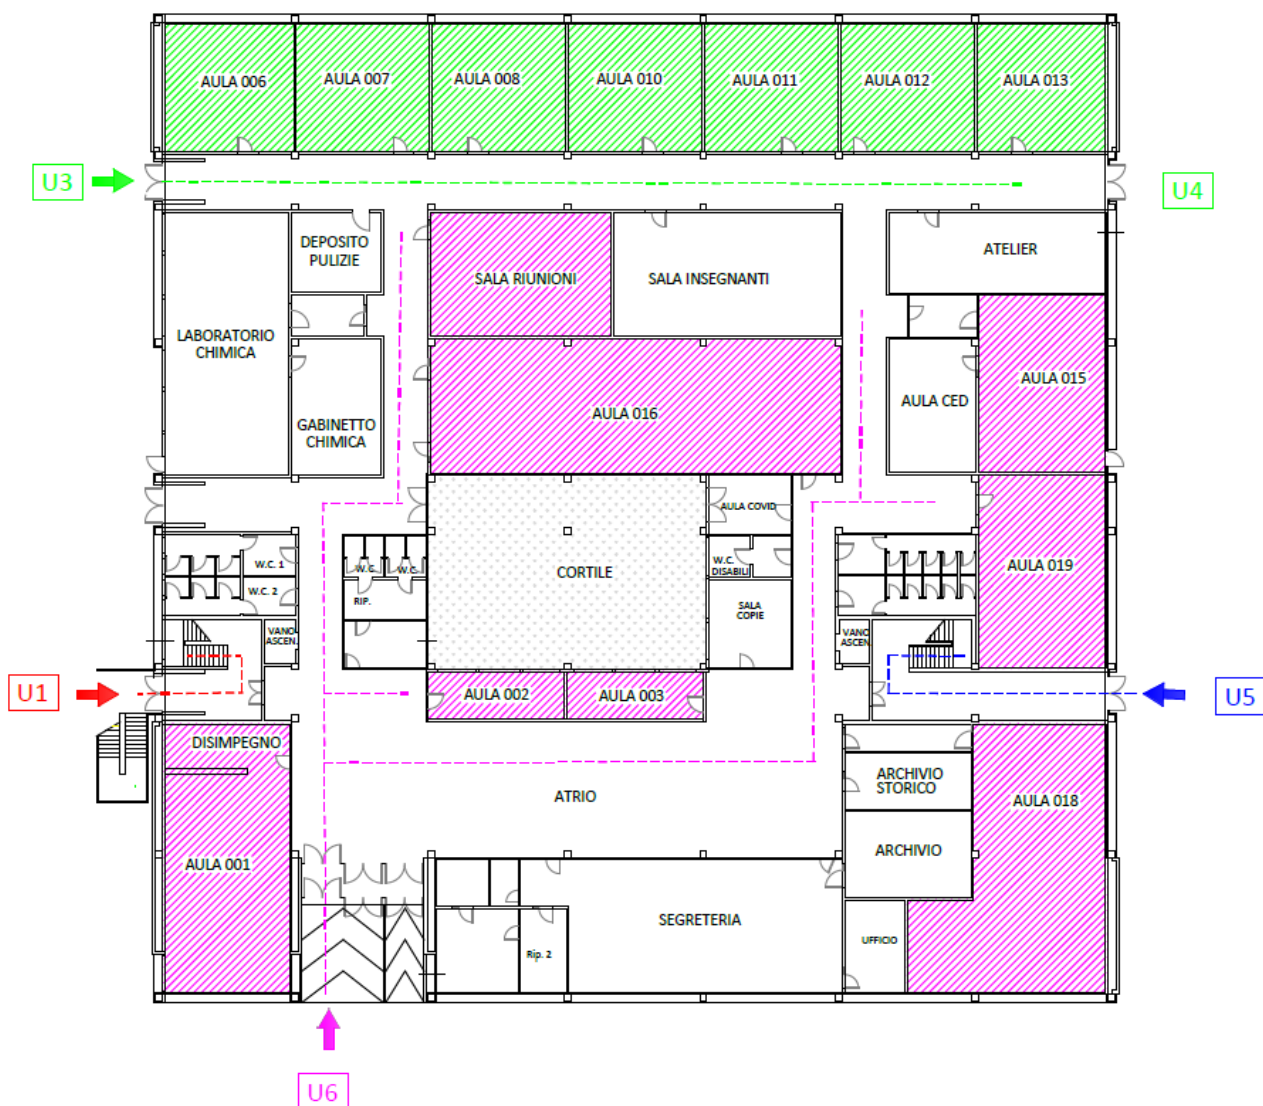 AULA 006
AULA 007
AULA 008
AULA 010
AULA 011
AULA 012
AULA 013
U3
U4
DEPOSITO
PULIZIE
SALA RIUNIONI
SALA INSEGNANTI
ATELIER
LABORATORIO
CHIMICA
AULA 015
AULA CED
AULA 016
GABINETTO
CHIMICA
AULA COVID
W.C. 1
W.C.
W.C.
W.C.
DISABILI
CORTILE
AULA 019
W.C. 2
RIP.
SALA
COPIE
VANO
ASCEN.
VANO
ASCEN.
U1
AULA 002
AULA 003
U5
DISIMPEGNO
ARCHIVIO
STORICO
ATRIO
AULA 018
AULA 001
ARCHIVIO
SEGRETERIA
UFFICIO
Rip. 2
U6